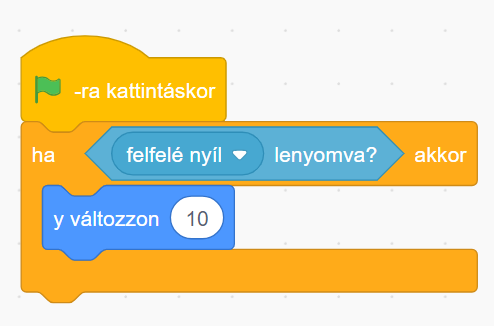 -ra kattintáskor
ha felfelé nyíl lenyomva? akkor
y változzon 10